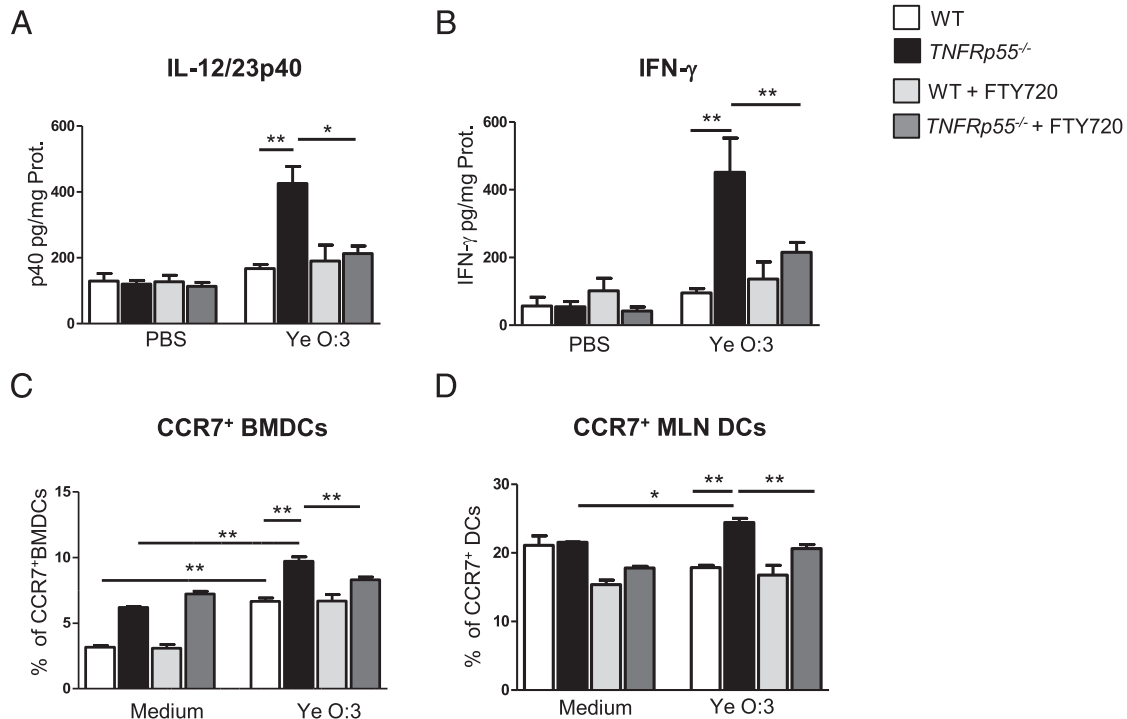 A
IL-12/23p40
p40 pg/mg Prot.
600
400
200
0
** *
PBS Ye O:3
B
IFN-γ
IFN-γ pg/mg Prot.
600
400
200
0
** **
PBS Ye O:3
WT
TNFRp55-/-
WT + FTY720
TNFRp55-/- + FTY720
C
CCR7+ BMDCs
% of CCR7+BMDCs
15
10
5
0
** ** ** **
Medium Ye O:3
D
CCR7+ MLN DCs
% of CCR7+ DCs
30
20
10
0
* ** **
Medium Ye O:3